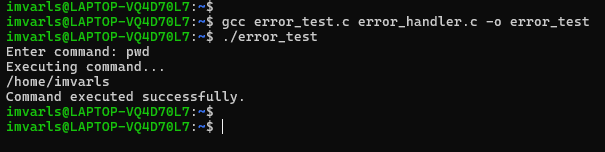 imvarls@LAPTOP-VQ4D70L7:~$
imvarls@LAPTOP-VQ4D70L7:~$ gcc error_test.c error_handler.c -o error_test
imvarls@LAPTOP-VQ4D70L7:~$ ./error_test
Enter command: pwd
Executing command...
/home/imvarls
Command executed successfully.
imvarls@LAPTOP-VQ4D70L7:~$
imvarls@LAPTOP-VQ4D70L7:~$